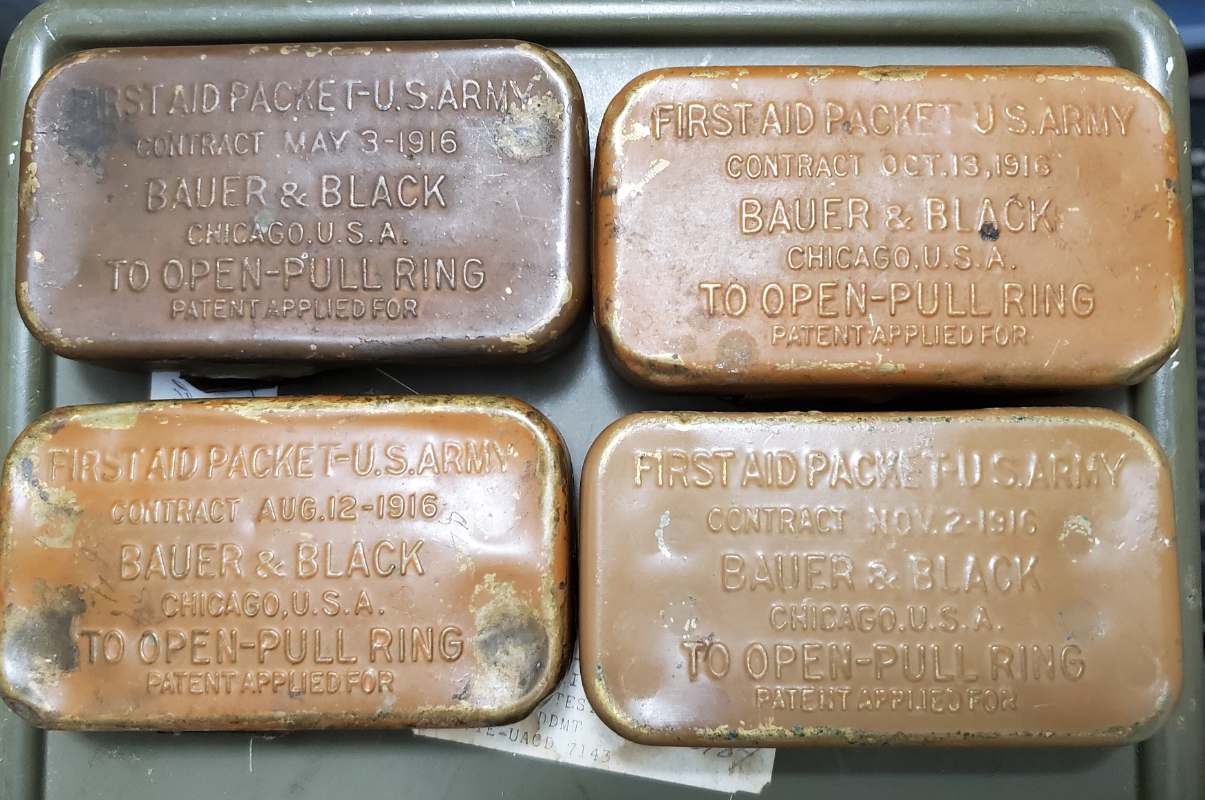 FIRST AID PACKET-U.S.ARMY
CONTRACT MAY 3-1916
BAUER & BLACK
CHICAGO,U.S.A.
TO OPEN-PULL RING
PATENT APPLIED FOR
FIRST AID PACKET U S.ARMY
CONTRACT OCT.13,1916
BAUER & BLACK
CHICAGO,U.S.A.
TO OPEN-PULL RING
PATENT APPLIED FOR
FIRST AID PACKET-U.S.ARMY
CONTRACT AUG.12-1916
BAUER & BLACK
CHICAGO,U.S.A.
TO OPEN-PULL RING
PATENT APPLIED FOR
FIRST AID PACKET-U S.ARMY
CONTRACT NOV.2-1916
BAUER & BLACK
CHICAGO,U.S.A.
TO OPEN-PULL RING
PATENT APPLIED FOR
DDMT
-UACD 7143